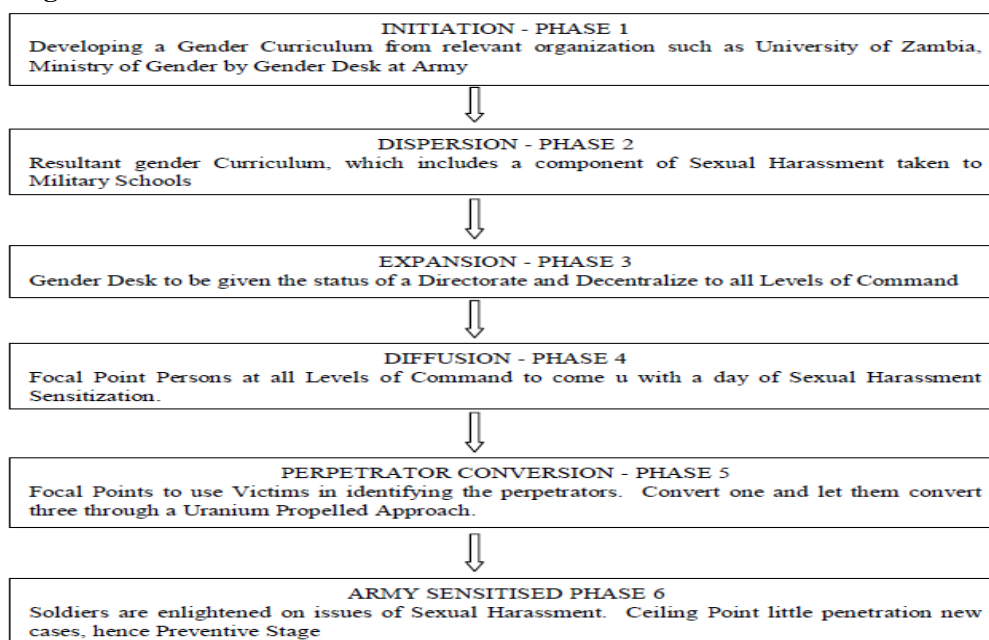 INITIATION - PHASE 1
Developing a Gender Curriculum from relevant organization such as University of Zambia,
Ministry of Gender by Gender Desk at Army
DISPERSION - PHASE 2
Resultant gender Curriculum, which includes a component of Sexual Harassment taken to
Military Schools
EXPANSION - PHASE 3
Gender Desk to be given the status of a Directorate and Decentralize to all Levels of Command
DIFFUSION - PHASE 4
Focal Point Persons at all Levels of Command to come u with a day of Sexual Harassment
Sensitization.
PERPETRATOR CONVERSION - PHASE 5
Focal Points to use Victims in identifying the perpetrators. Convert one and let them convert
three through a Uranium Propelled Approach.
ARMY SENSITISED PHASE 6
Soldiers are enlightened on issues of Sexual Harassment. Ceiling Point little penetration new
cases, hence Preventive Stage